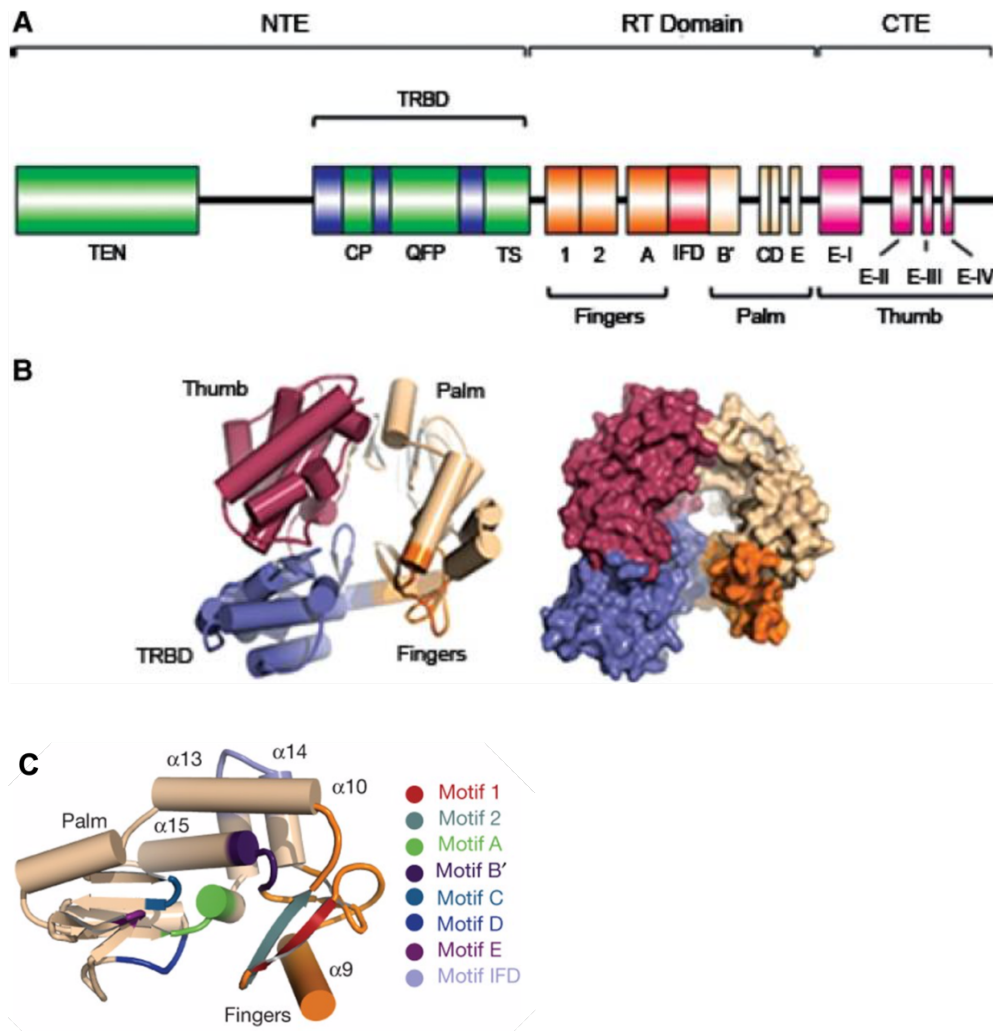 A
NTE RT Domain CTE
TRBD
TEN CP QFP TS 1 2 A IFD B′ CD E E-I
E-II E-III E-IV
Fingers Palm Thumb
B
Thumb Palm
TRBD Fingers
C
α13 α14
α10
Palm α15
α9
Fingers
Motif 1
Motif 2
Motif A
Motif B′
Motif C
Motif D
Motif E
Motif IFD